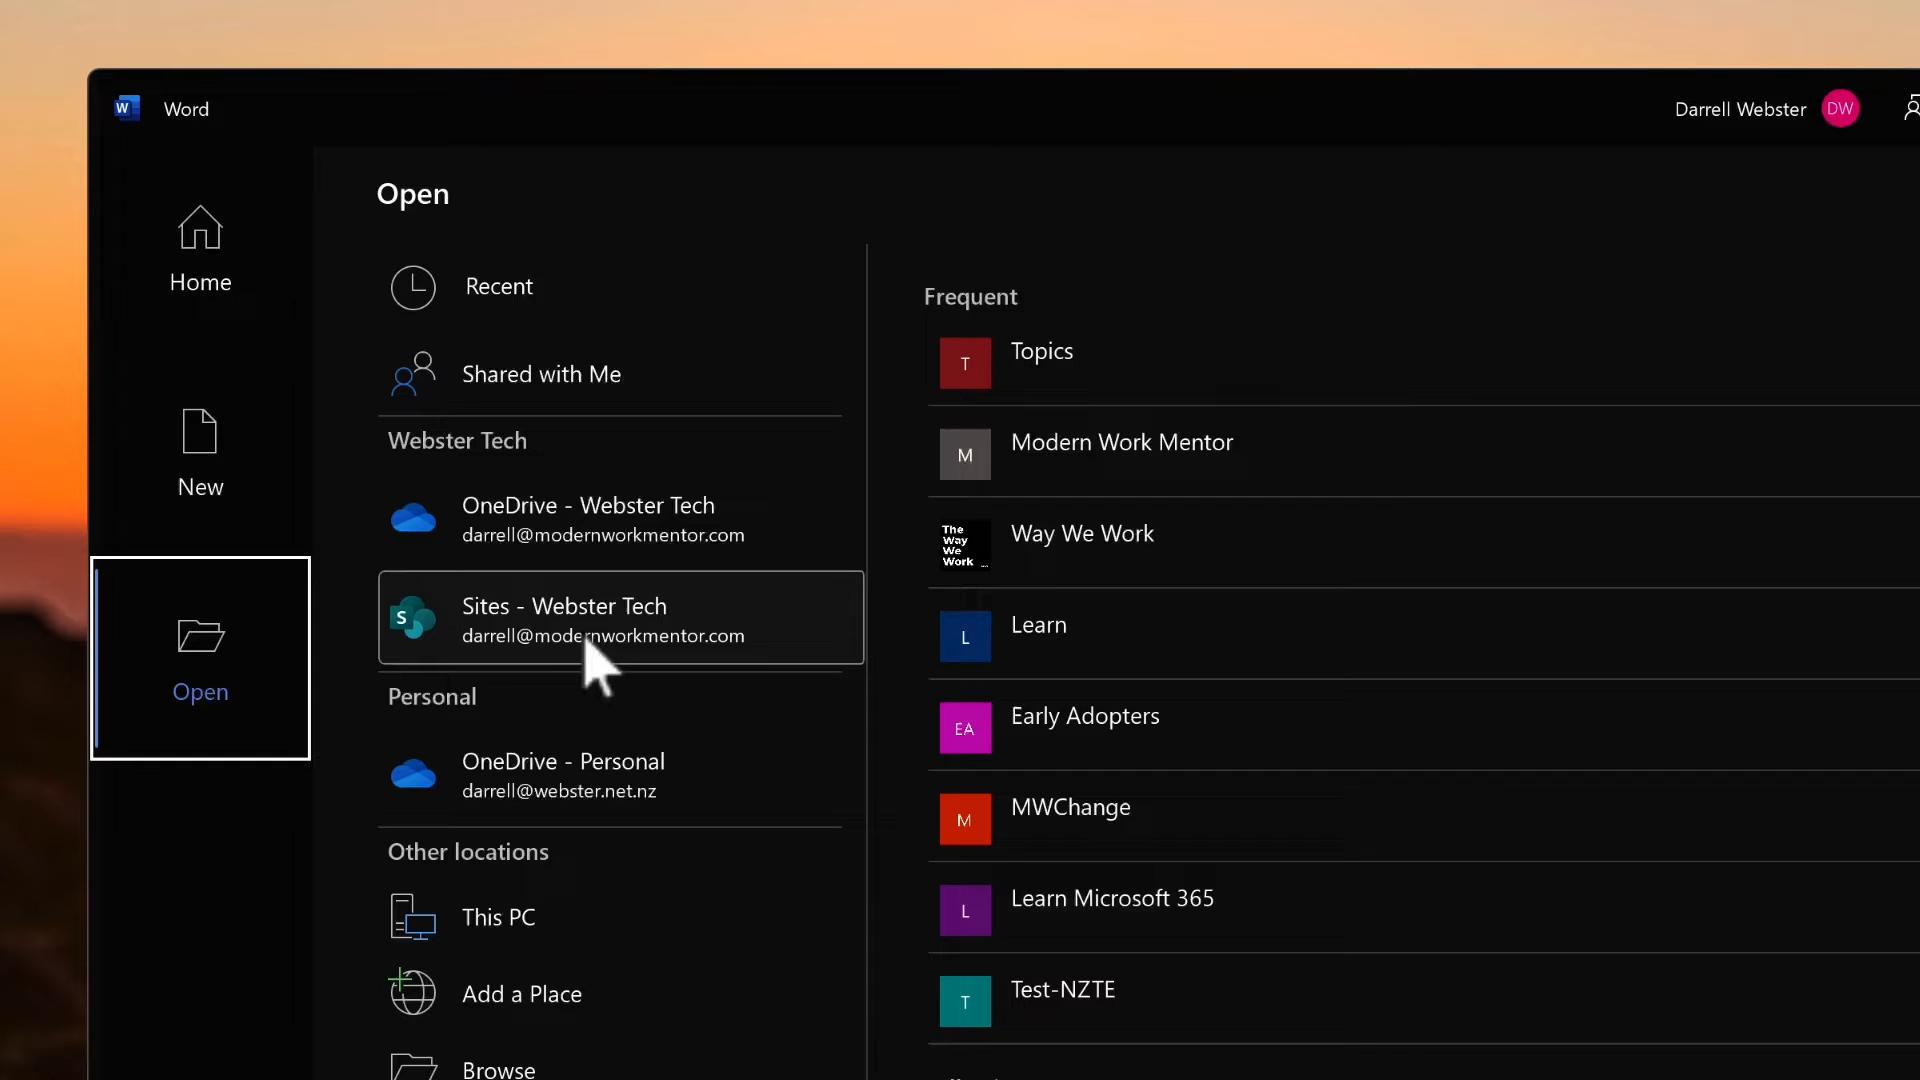 W
Word
Darrell Webster
DW
Home
New
Open
Open
Recent
Shared with Me
Webster Tech
OneDrive - Webster Tech
darrell@modernworkmentor.com
S
Sites - Webster Tech
darrell@modernworkmentor.com
Personal
OneDrive - Personal
darrell@webster.net.nz
Other locations
This PC
Add a Place
Browse
Frequent
T
Topics
M
Modern Work Mentor
The
Way
We
Work
Way We Work
L
Learn
EA
Early Adopters
M
MWChange
L
Learn Microsoft 365
T
Test-NZTE